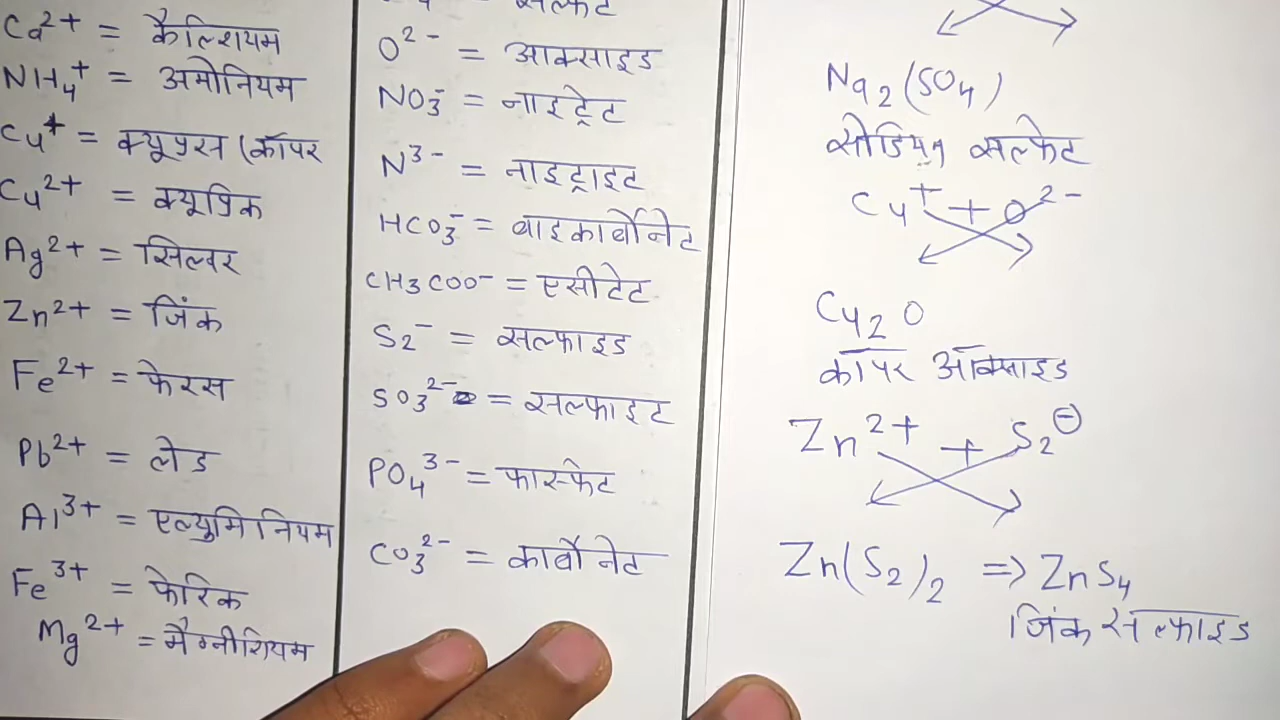 Ca²⁺ = कैल्शियम
NH₄⁺ = अमोनियम
Cu⁺ = क्यूप्रस (कॉपर
Cu²⁺ = क्यूप्रिक
Ag²⁺ = सिल्वर
Zn²⁺ = जिंक
Fe²⁺ = फेरस
Pb²⁺ = लेड
Al³⁺ = एल्युमिनियम
Fe³⁺ = फेरिक
Mg²⁺ = मैग्नीशियम
सल्फेट
O²⁻ = आक्साइड
NO₃⁻ = नाइट्रेट
N³⁻ = नाइट्राइट
HCO₃⁻ = बाइकार्बोनेट
CH₃COO⁻ = एसीटेट
S₂⁻ = सल्फाइड
SO₃²⁻ = सल्फाइट
PO₄³⁻ = फास्फेट
CO₃²⁻ = कार्बोनेट
Na₂(SO₄)
सोडियम सल्फेट
Cu⁺ + O²⁻
Cu₂O
कॉपर ऑक्साइड
Zn²⁺ + S₂⊖
Zn(S₂)₂ ⇒ ZnS₄
जिंक सल्फाइड